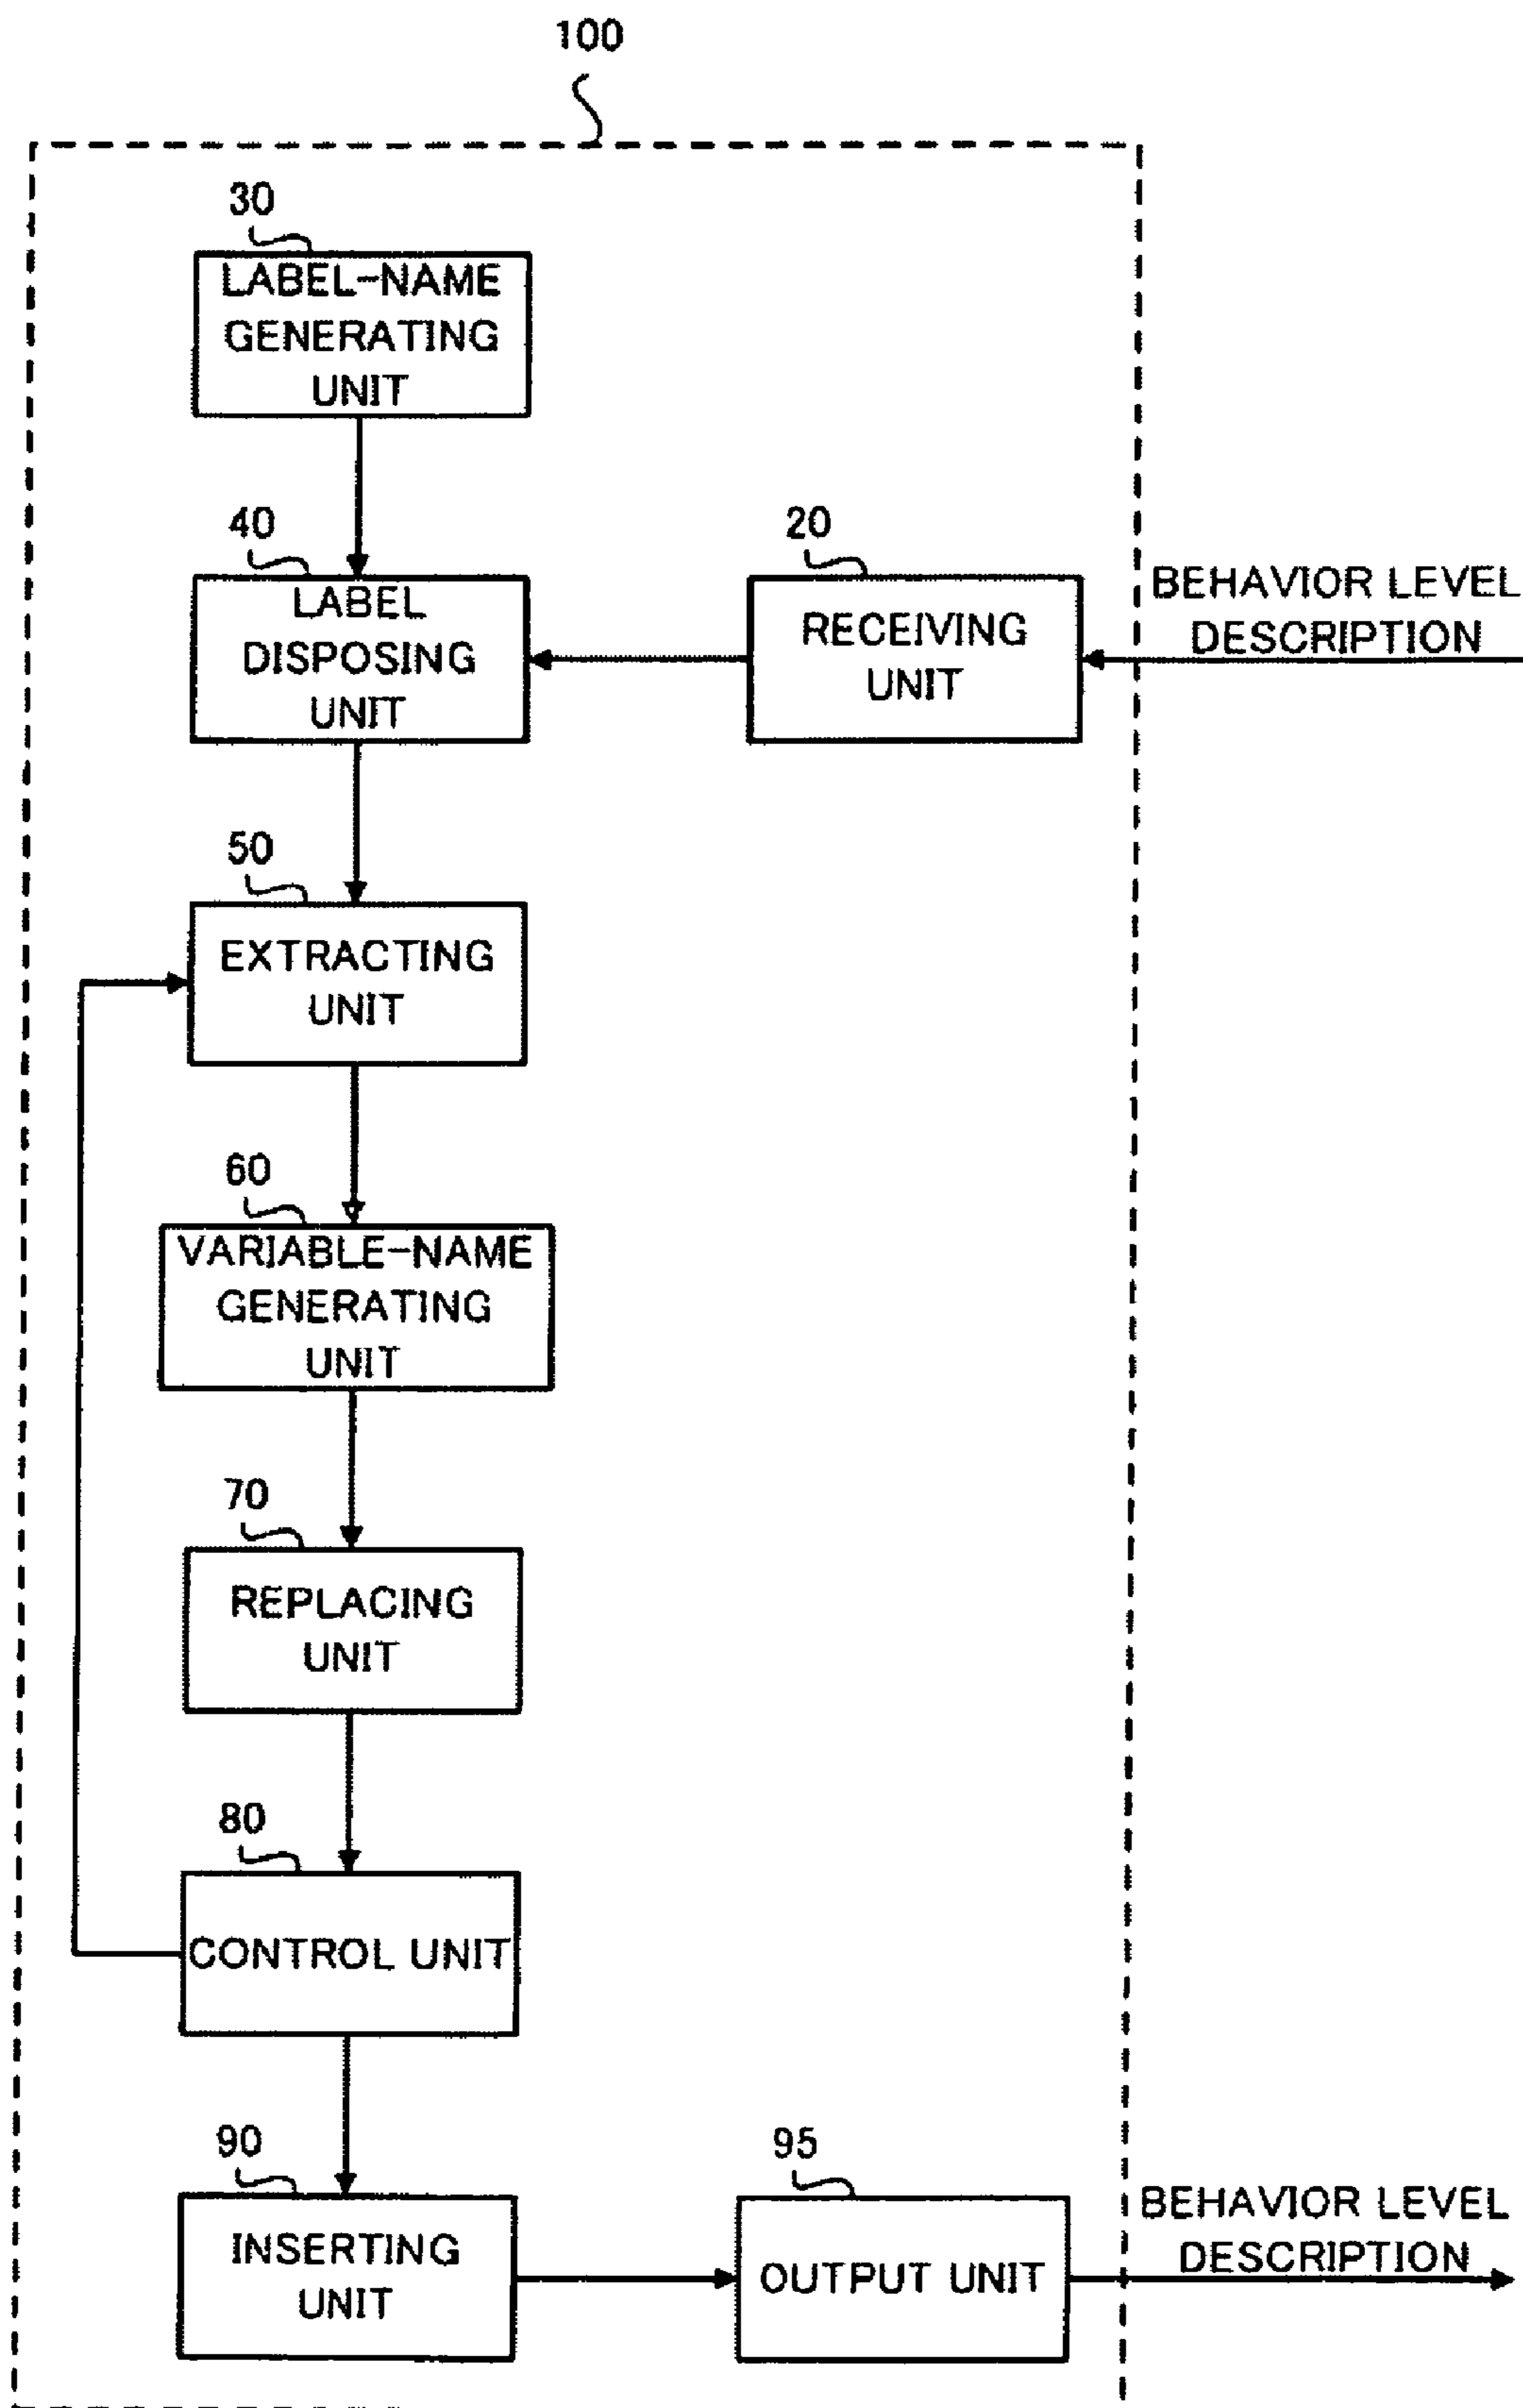 100
30
LABEL-NAME
GENERATING
UNIT
40
LABEL
DISPOSING
UNIT
20
RECEIVING
UNIT
BEHAVIOR LEVEL
DESCRIPTION
50
EXTRACTING
UNIT
60
VARIABLE-NAME
GENERATING
UNIT
70
REPLACING
UNIT
80
CONTROL UNIT
90
INSERTING
UNIT
95
OUTPUT UNIT
BEHAVIOR LEVEL
DESCRIPTION